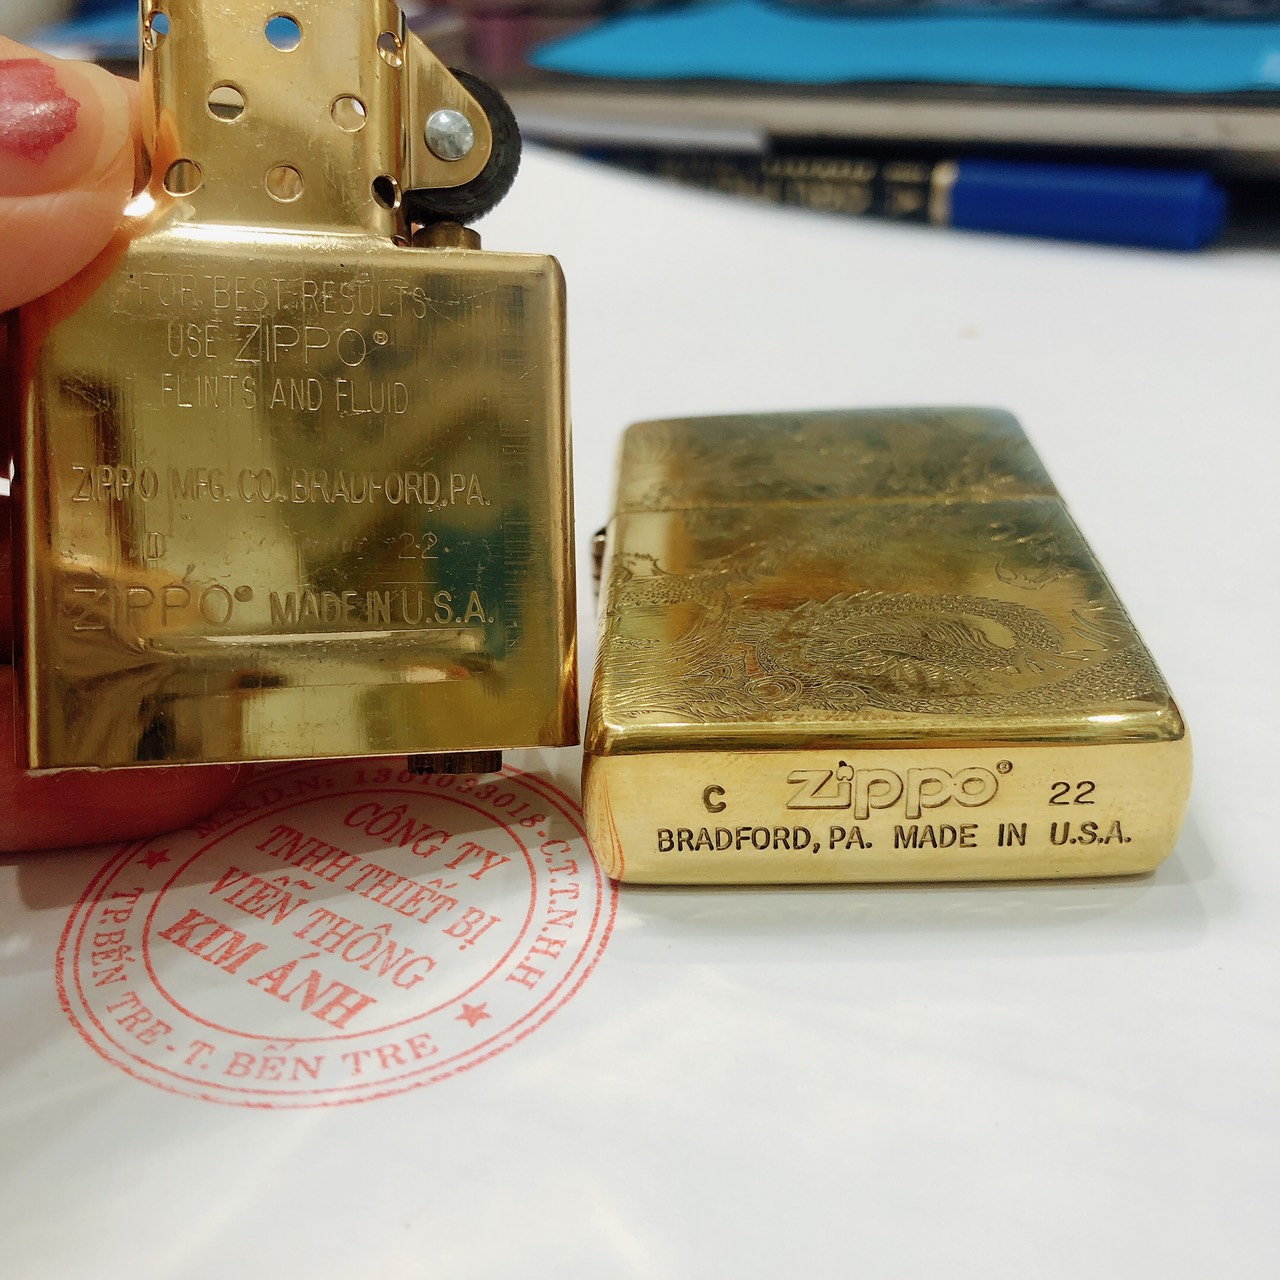 FOR BEST RESULTS
USE ZIPPO®
FLINTS AND FLUID
ZIPPO MFG. CO. BRADFORD, PA.
D 22
ZIPPO® MADE IN U.S.A.
C Zippo® 22
BRADFORD, PA. MADE IN U.S.A.
M.S.D.N: 1301033018-C.T.T.N.H.H
CÔNG TY
TNHH THIẾT BỊ
VIỄN THÔNG
KIM ÁNH
TP. BẾN TRE - T. BẾN TRE